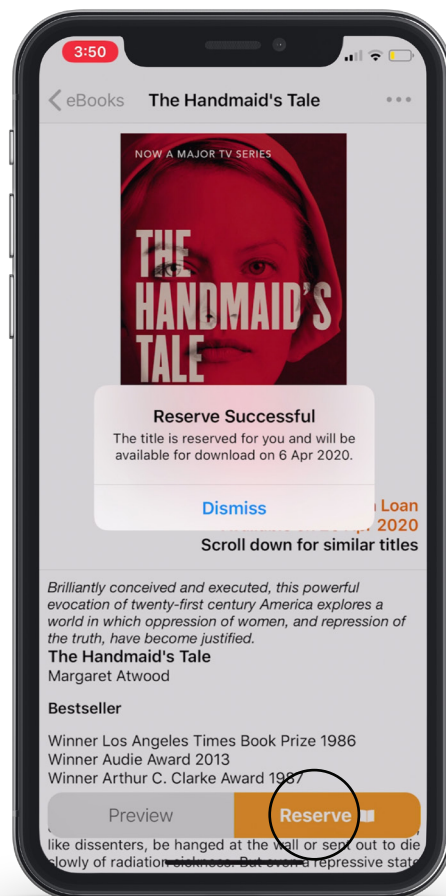 3:50
eBooks The Handmaid's Tale
NOW A MAJOR TV SERIES
THE
HANDMAID'S
TALE
Reserve Successful
The title is reserved for you and will be
available for download on 6 Apr 2020.
Dismiss
Loan
2020
Scroll down for similar titles
Brilliantly conceived and executed, this powerful
evocation of twenty-first century America explores a
world in which oppression of women, and repression of
the truth, have become justified.
The Handmaid's Tale
Margaret Atwood
Bestseller
Winner Los Angeles Times Book Prize 1986
Winner Audie Award 2013
Winner Arthur C. Clarke Award 1987
Preview Reserve
like dissenters, be hanged at the wall or sent out to die
slowly of radiation sickness. But even a repressive state